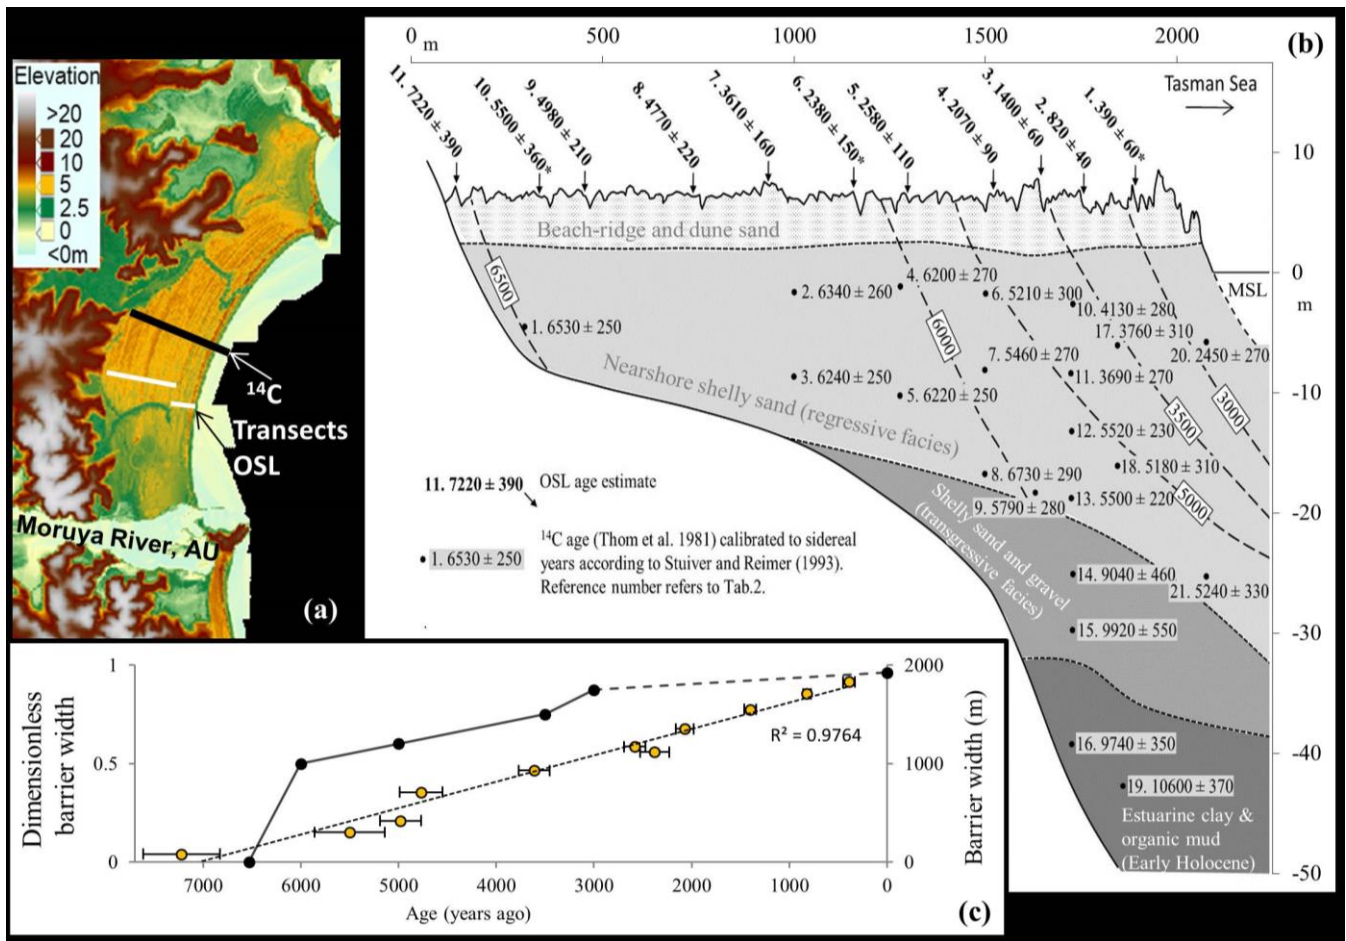 Elevation
>20
20
10
5
2.5
0
<0m
14C
Transects
OSL
Moruya River, AU
(a)
0 m 500 1000 1500 2000
(b)
Tasman Sea
11. 7220 ± 390
10. 5500 ± 360*
9. 4980 ± 210
8. 4770 ± 220
7. 3610 ± 160
6. 2380 ± 150*
5. 2580 ± 110
4. 2070 ± 90
3. 1400 ± 60
2. 820 ± 40
1. 390 ± 60*
10
0
m
-10
-20
-30
-40
-50
MSL
Beach-ridge and dune sand
6500
6000
5000
3500
3000
4. 6200 ± 270
2. 6340 ± 260
6. 5210 ± 300
10. 4130 ± 280
17. 3760 ± 310
1. 6530 ± 250
20. 2450 ± 270
7. 5460 ± 270
3. 6240 ± 250
11. 3690 ± 270
5. 6220 ± 250
Nearshore shelly sand (regressive facies)
12. 5520 ± 230
18. 5180 ± 310
8. 6730 ± 290
13. 5500 ± 220
9. 5790 ± 280
Shelly sand and gravel
(transgressive facies)
14. 9040 ± 460
21. 5240 ± 330
15. 9920 ± 550
16. 9740 ± 350
19. 10600 ± 370
Estuarine clay &
organic mud
(Early Holocene)
11. 7220 ± 390 OSL age estimate
1. 6530 ± 250
14C age (Thom et al. 1981) calibrated to sidereal
years according to Stuiver and Reimer (1993).
Reference number refers to Tab.2.
Dimensionless
barrier width
1
0.5
0
2000
1000
0
Barrier width (m)
R² = 0.9764
7000 6000 5000 4000 3000 2000 1000 0
Age (years ago)
(c)